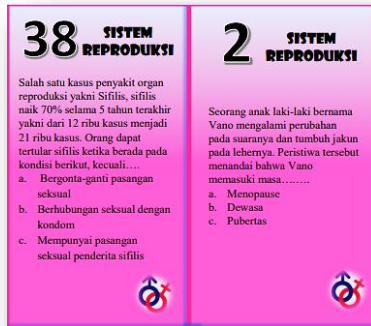 38 SISTEM
REPRODUKSI
Salah satu kasus penyakit organ
reproduksi yakni Sifilis, sifilis
naik 70% selama 5 tahun terakhir
yakni dari 12 ribu kasus menjadi
21 ribu kasus. Orang dapat
tertular sifilis ketika berada pada
kondisi berikut, kecuali….
a. Bergonta-ganti pasangan
seksual
b. Berhubungan seksual dengan
kondom
c. Mempunyai pasangan
seksual penderita sifilis
2 SISTEM
REPRODUKSI
Seorang anak laki-laki bernama
Vano mengalami perubahan
pada suaranya dan tumbuh jakun
pada lehernya. Peristiwa tersebut
menandai bahwa Vano
memasuki masa……..
a. Menopause
b. Dewasa
c. Pubertas